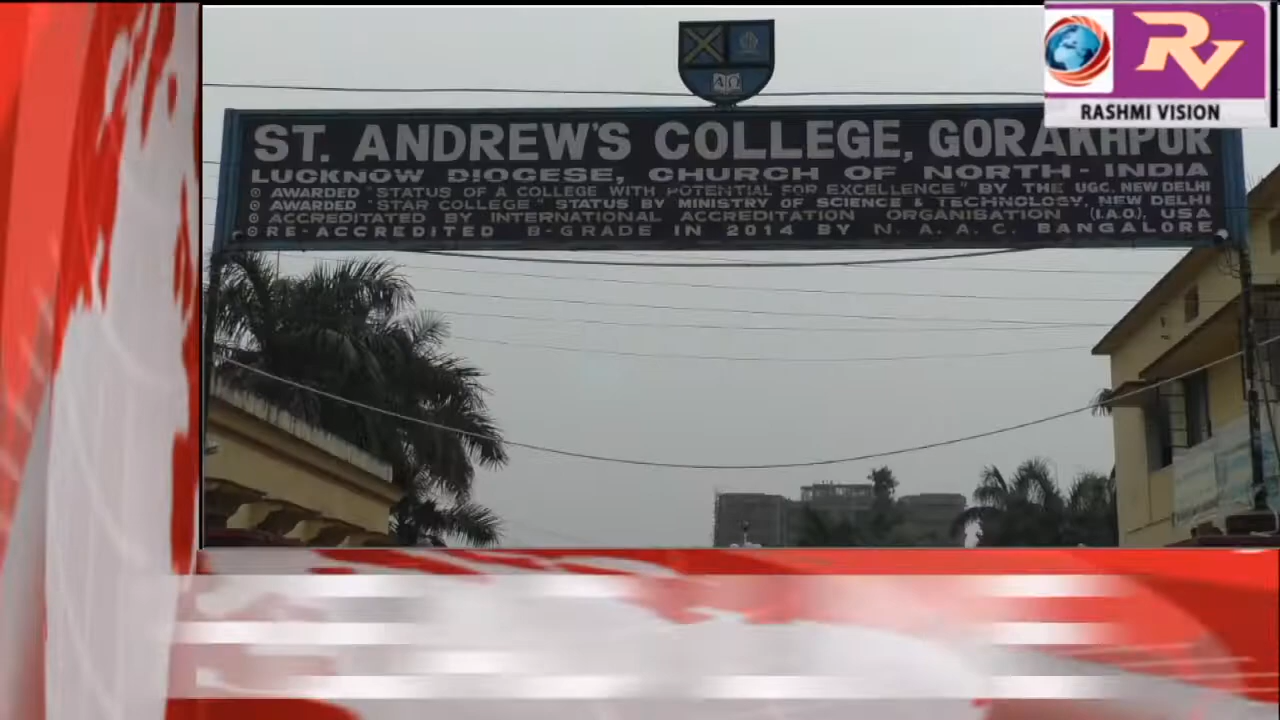 RV
RASHMI VISION
AΩ
ST. ANDREW'S COLLEGE, GORAKHPUR
LUCKNOW DIOCESE, CHURCH OF NORTH-INDIA
AWARDED "STATUS OF A COLLEGE WITH POTENTIAL FOR EXCELLENCE" BY THE UGC, NEW DELHI
AWARDED "STAR COLLEGE" STATUS BY MINISTRY OF SCIENCE & TECHNOLOGY, NEW DELHI
ACCREDITATED BY INTERNATIONAL ACCREDITATION ORGANISATION (I.A.O.), USA
RE-ACCREDITED B-GRADE IN 2014 BY N. A. A. C. BANGALORE